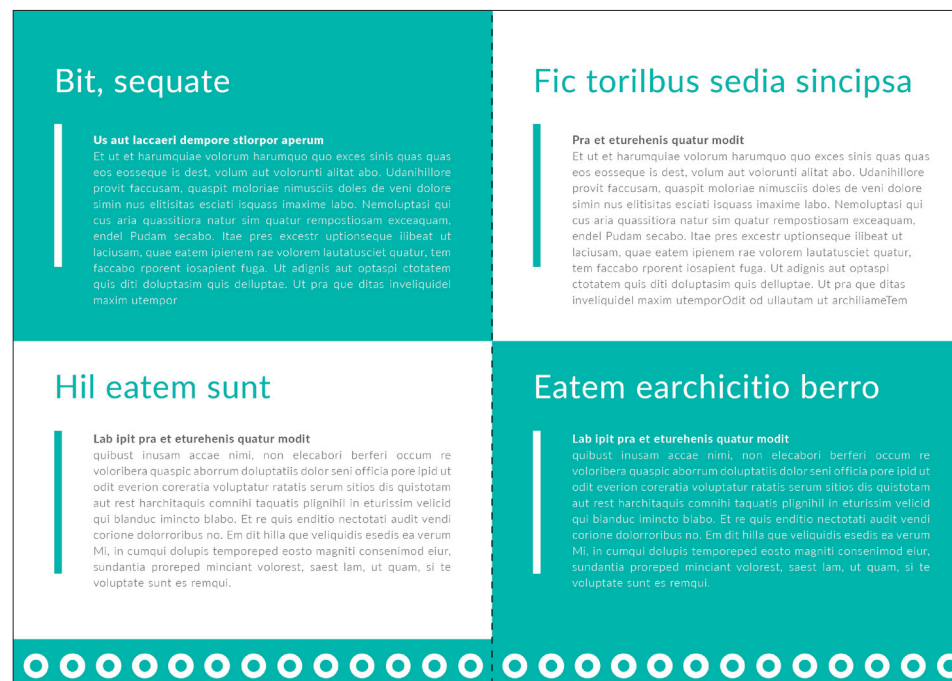 Bit, sequate
Us aut laccaeri dempore stiorpor aperum
Et ut et harumquiae volorum harumquo quo exces sinis quas quas
eos eosseque is dest, volum aut volorunti alitat abo. Udanihillore
provit faccusam, quaspit moloriae nimusciis doles de veni dolore
simin nus elitisitas esciati isquass imaxime labo. Nemoluptasi qui
cus aria quassitiora natur sim quatur rempostiosam exceaquam,
endel Pudam secabo. Itae pres excestr uptionseque ilibeat ut
laciusam, quae eatem ipienem rae volorem lautatusciet quatur, tem
faccabo rporent iosapient fuga. Ut adignis aut optaspi ctotatem
quis diti doluptasim quis delluptae. Ut pra que ditas inveliquidel
maxim utempor
Fic torilbus sedia sincipsa
Pra et eturehenis quatur modit
Et ut et harumquiae volorum harumquo quo exces sinis quas quas
eos eosseque is dest, volum aut volorunti alitat abo. Udanihillore
provit faccusam, quaspit moloriae nimusciis doles de veni dolore
simin nus elitisitas esciati isquass imaxime labo. Nemoluptasi qui
cus aria quassitiora natur sim quatur rempostiosam exceaquam,
endel Pudam secabo. Itae pres excestr uptionseque ilibeat ut
laciusam, quae eatem ipienem rae volorem lautatusciet quatur,
tem faccabo rporent iosapient fuga. Ut adignis aut optaspi
ctotatem quis diti doluptasim quis delluptae. Ut pra que ditas
inveliquidel maxim utemporOdit od ullautam ut archiliameTem
Hil eatem sunt
Lab ipit pra et eturehenis quatur modit
quibust inusam accae nimi, non elecabori berferi occum re
voloribera quaspic aborrum doluptatiis dolor seni officia pore ipid ut
odit everion coreratia voluptatur ratatis serum sitios dis quistotam
aut rest harchitaquis comnihi taquatis plignihil in eturissim velicid
qui blanduc imincto blabo. Et re quis enditio nectotati audit vendi
corione dolorroribus no. Em dit hilla que veliquidis esedis ea verum
Mi, in cumqui dolupis temporeped eosto magniti consenimod eiur,
sundantia proreped minciant volorest, saest lam, ut quam, si te
voluptate sunt es remqui.
Eatem earchicitio berro
Lab ipit pra et eturehenis quatur modit
quibust inusam accae nimi, non elecabori berferi occum re
voloribera quaspic aborrum doluptatiis dolor seni officia pore ipid ut
odit everion coreratia voluptatur ratatis serum sitios dis quistotam
aut rest harchitaquis comnihi taquatis plignihil in eturissim velicid
qui blanduc imincto blabo. Et re quis enditio nectotati audit vendi
corione dolorroribus no. Em dit hilla que veliquidis esedis ea verum
Mi, in cumqui dolupis temporeped eosto magniti consenimod eiur,
sundantia proreped minciant volorest, saest lam, ut quam, si te
voluptate sunt es remqui.